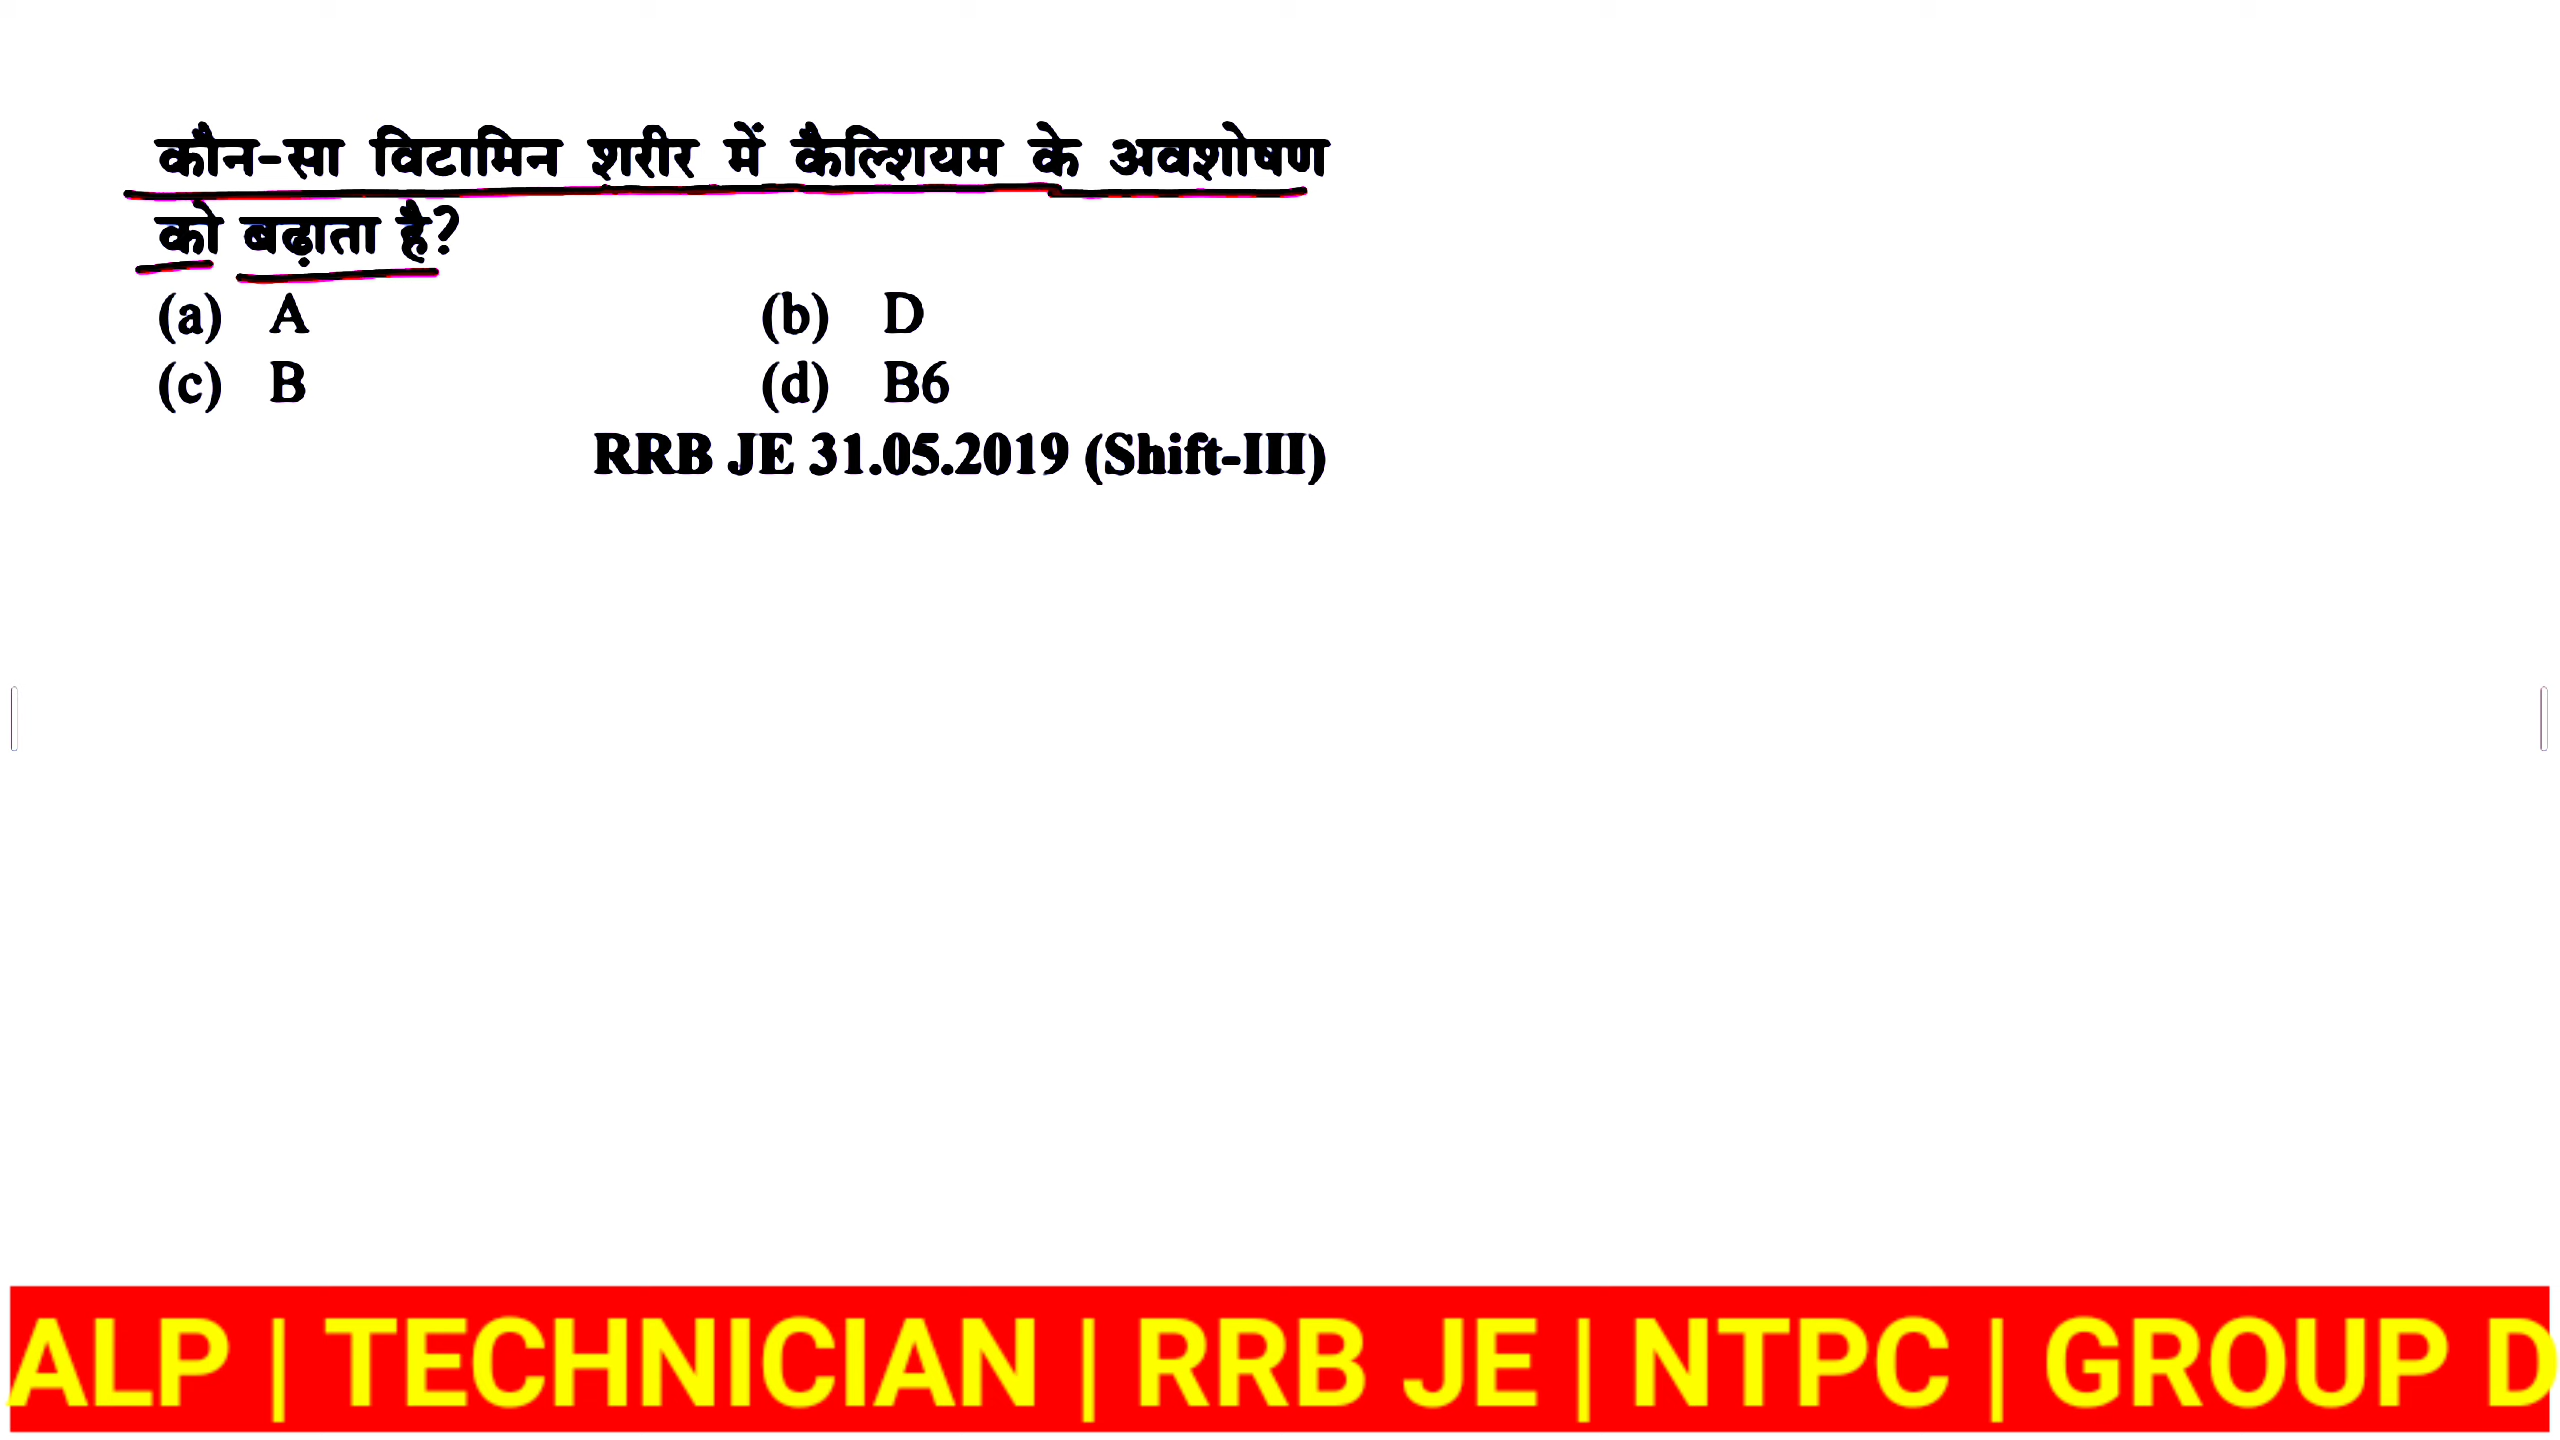 कौन-सा विटामिन शरीर में कैल्शियम के अवशोषण
को बढ़ाता है?
(a) A (b) D
(c) B (d) B6
RRB JE 31.05.2019 (Shift-III)
ALP | TECHNICIAN | RRB JE | NTPC | GROUP D